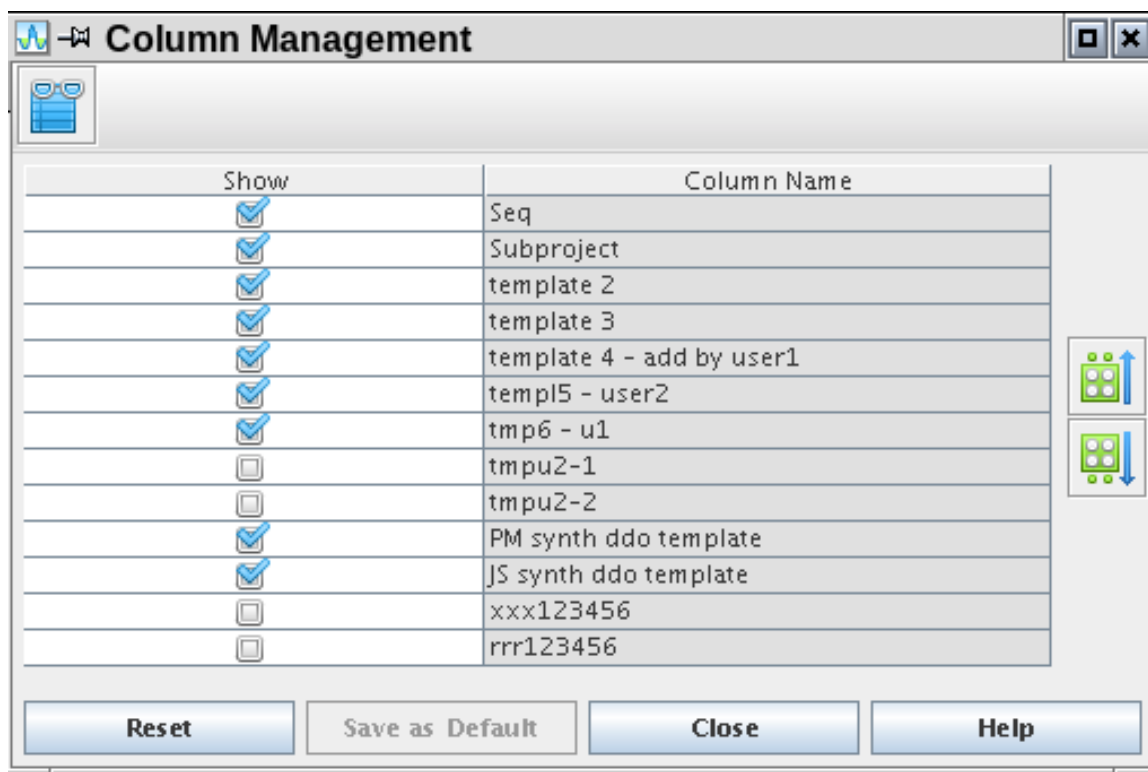 Column Management
Show Column Name
Seq
Subproject
template 2
template 3
template 4 - add by user1
templ5 - user2
tmp6 - u1
tmpu2-1
tmpu2-2
PM synth ddo template
JS synth ddo template
xxx123456
rrr123456
Reset Save as Default Close Help